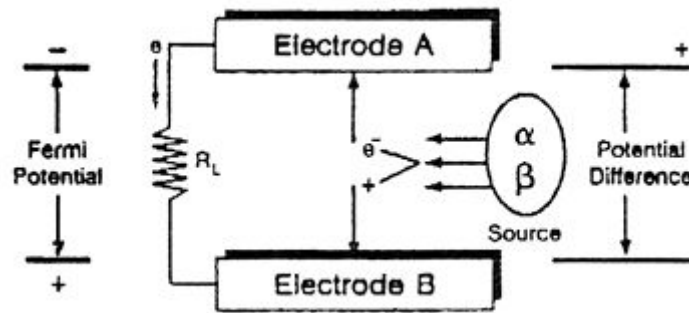 Electrode A
e
−
+
Fermi
Potential
R_L
e⁻
+
α
β
Source
Potential
Difference
+
Electrode B